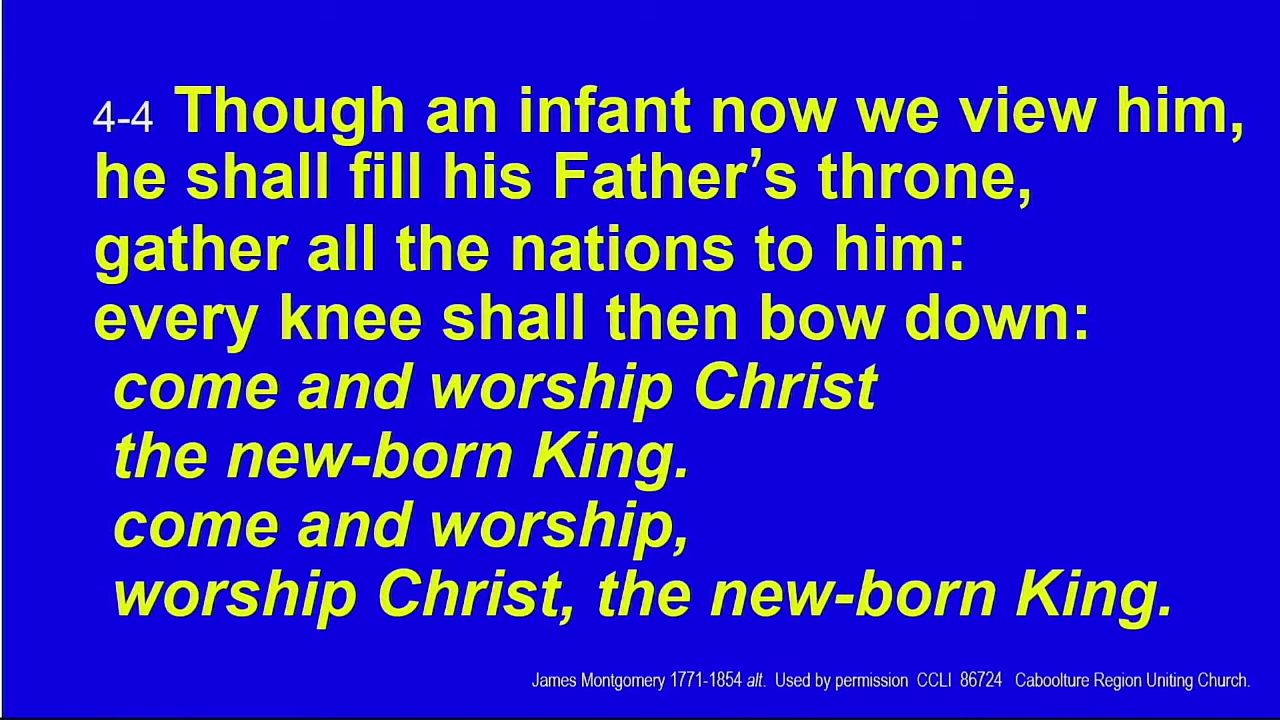 4-4 Though an infant now we view him,
he shall fill his Father’s throne,
gather all the nations to him:
every knee shall then bow down:
come and worship Christ
the new-born King.
come and worship,
worship Christ, the new-born King.
James Montgomery 1771-1854 alt. Used by permission CCLI 86724 Caboolture Region Uniting Church.